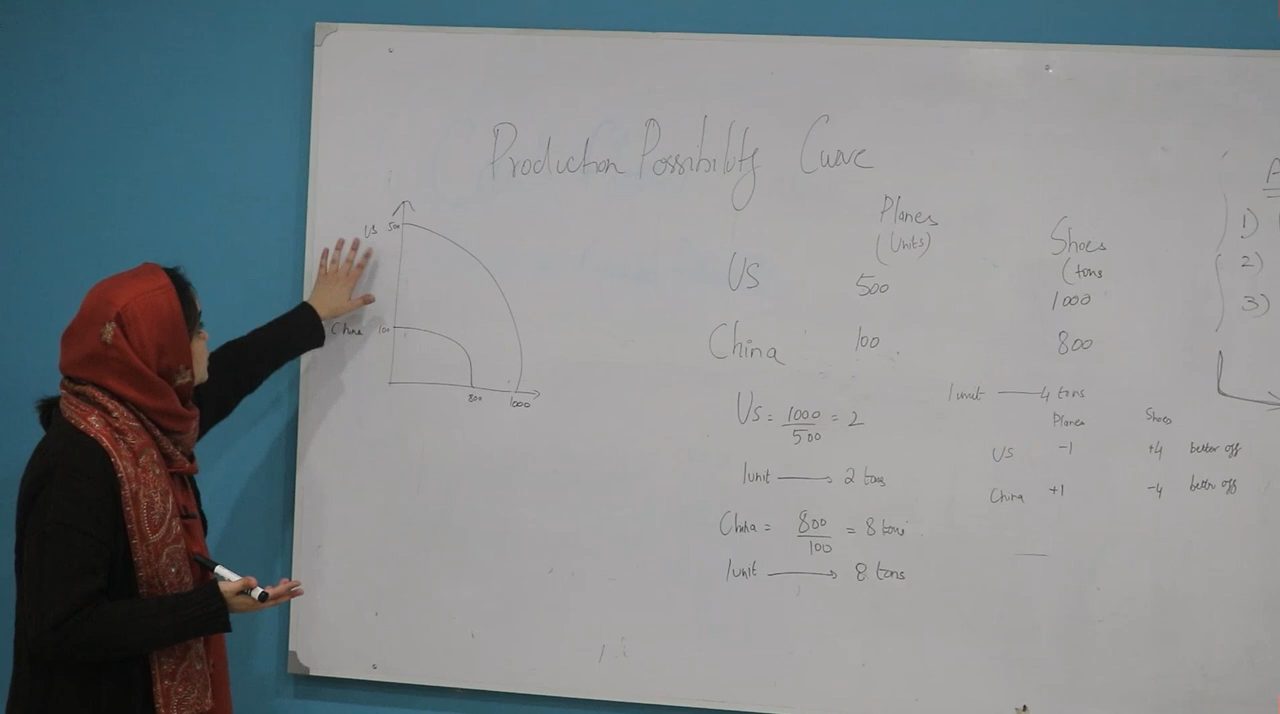 Production Possibility Curve
US 500
China 100
800 1000
Planes Shoes
(Units) (tons
US 500 1000
China 100 800
US = 1000/500 = 2
1unit → 2 tons
China = 800/100 = 8 tons
1unit → 8 tons
1unit — 4 tons
Planes Shoes
US -1 +4 better off
China +1 -4 better off
1)
2)
3)